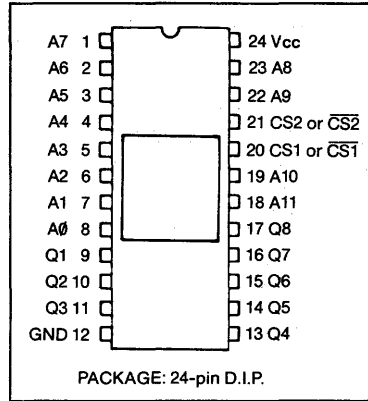 A7 1 24 Vcc
A6 2 23 A8
A5 3 22 A9
A4 4 21 CS2 or C̅S̅2̅
A3 5 20 CS1 or C̅S̅1̅
A2 6 19 A10
A1 7 18 A11
AØ 8 17 Q8
Q1 9 16 Q7
Q2 10 15 Q6
Q3 11 14 Q5
GND 12 13 Q4
PACKAGE: 24-pin D.I.P.